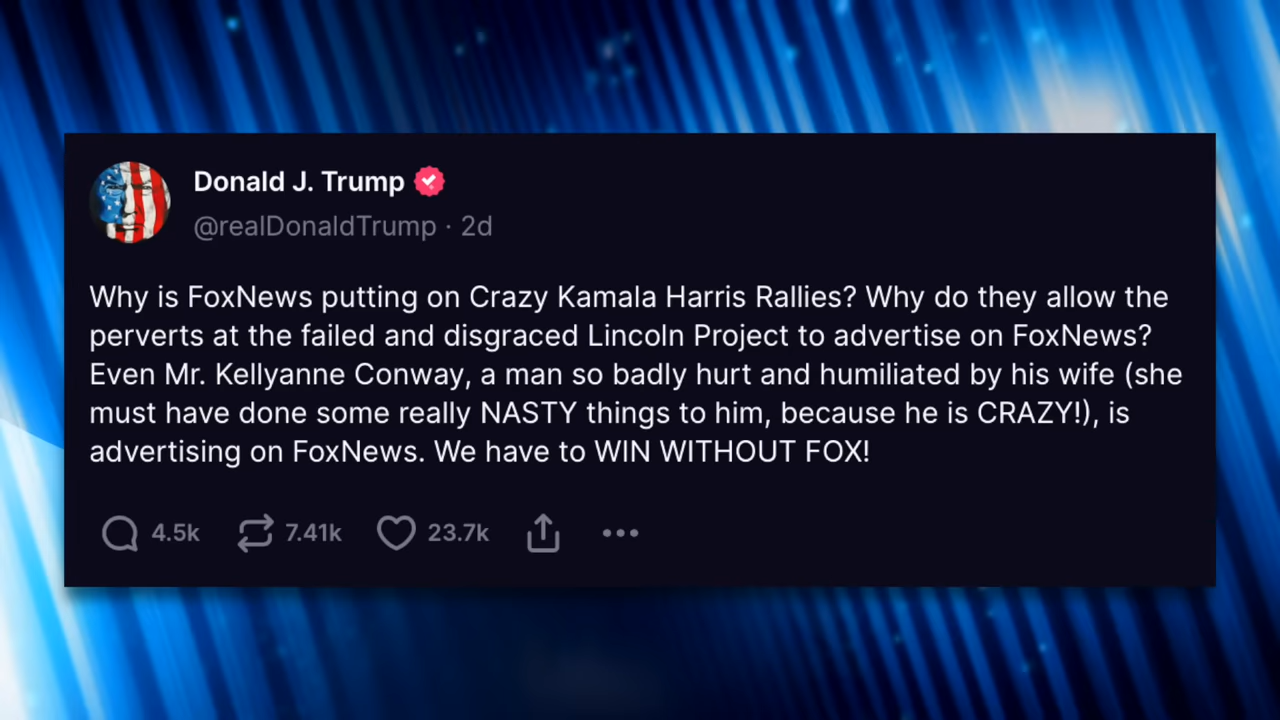 Donald J. Trump
@realDonaldTrump · 2d
Why is FoxNews putting on Crazy Kamala Harris Rallies? Why do they allow the
perverts at the failed and disgraced Lincoln Project to advertise on FoxNews?
Even Mr. Kellyanne Conway, a man so badly hurt and humiliated by his wife (she
must have done some really NASTY things to him, because he is CRAZY!), is
advertising on FoxNews. We have to WIN WITHOUT FOX!
4.5k 7.41k 23.7k